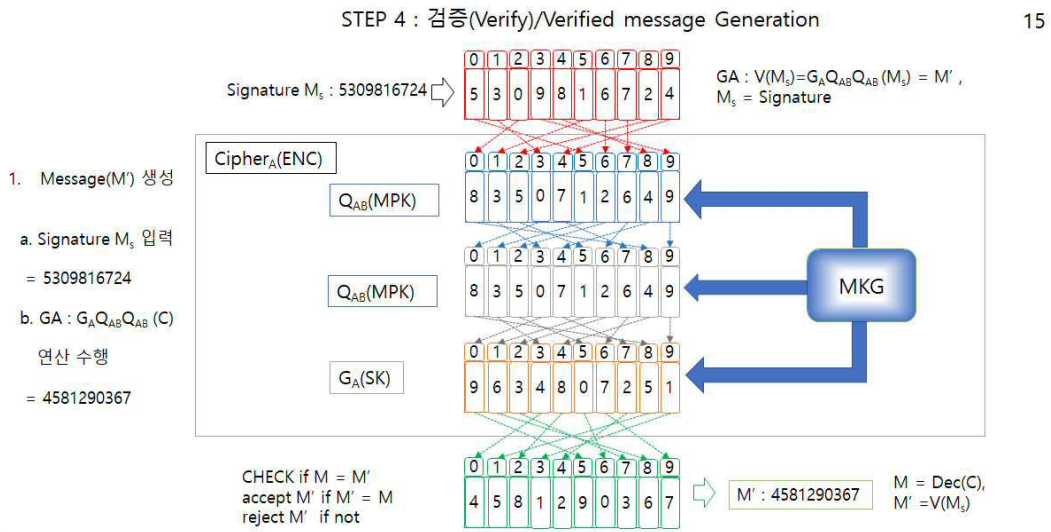 STEP 4 : 검증(Verify)/Verified message Generation
15
0 1 2 3 4 5 6 7 8 9
Signature Mₛ : 5309816724
5 3 0 9 8 1 6 7 2 4
GA : V(Mₛ)=G_AQ_ABQ_AB (Mₛ) = M′ ,
Mₛ = Signature
Cipher_A(ENC)
0 1 2 3 4 5 6 7 8 9
1. Message(M′) 생성
Q_AB(MPK)
8 3 5 0 7 1 2 6 4 9
a. Signature Mₛ 입력
= 5309816724
0 1 2 3 4 5 6 7 8 9
Q_AB(MPK)
8 3 5 0 7 1 2 6 4 9
MKG
b. GA : G_AQ_ABQ_AB (C)
연산 수행
= 4581290367
0 1 2 3 4 5 6 7 8 9
G_A(SK)
9 6 3 4 8 0 7 2 5 1
0 1 2 3 4 5 6 7 8 9
4 5 8 1 2 9 0 3 6 7
CHECK if M = M′
accept M′ if M′ = M
reject M′ if not
M′ : 4581290367
M = Dec(C),
M′ =V(Mₛ)